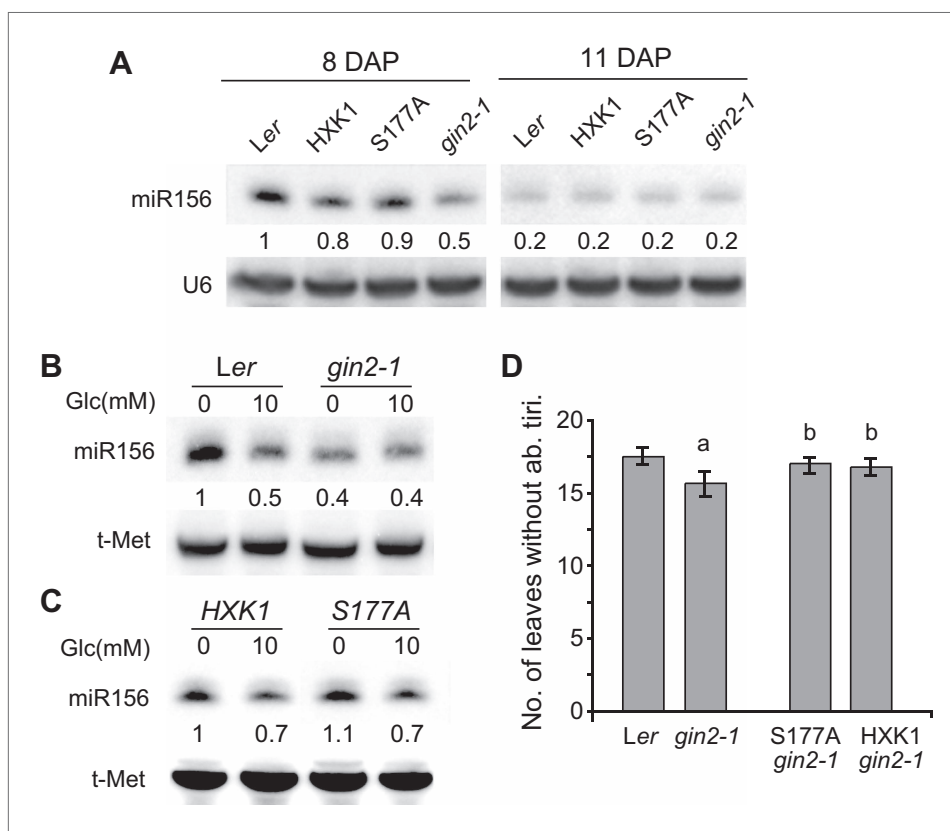 A
8 DAP
11 DAP
Ler HXK1 S177A gin2-1
Ler HXK1 S177A gin2-1
miR156
1 0.8 0.9 0.5 0.2 0.2 0.2 0.2
U6
B
Ler gin2-1
Glc(mM) 0 10 0 10
miR156
1 0.5 0.4 0.4
t-Met
C
HXK1 S177A
Glc(mM) 0 10 0 10
miR156
1 0.7 1.1 0.7
t-Met
D
No. of leaves without ab. tiri.
20
15
10
5
0
a b b
Ler gin2-1 S177A HXK1
gin2-1 gin2-1